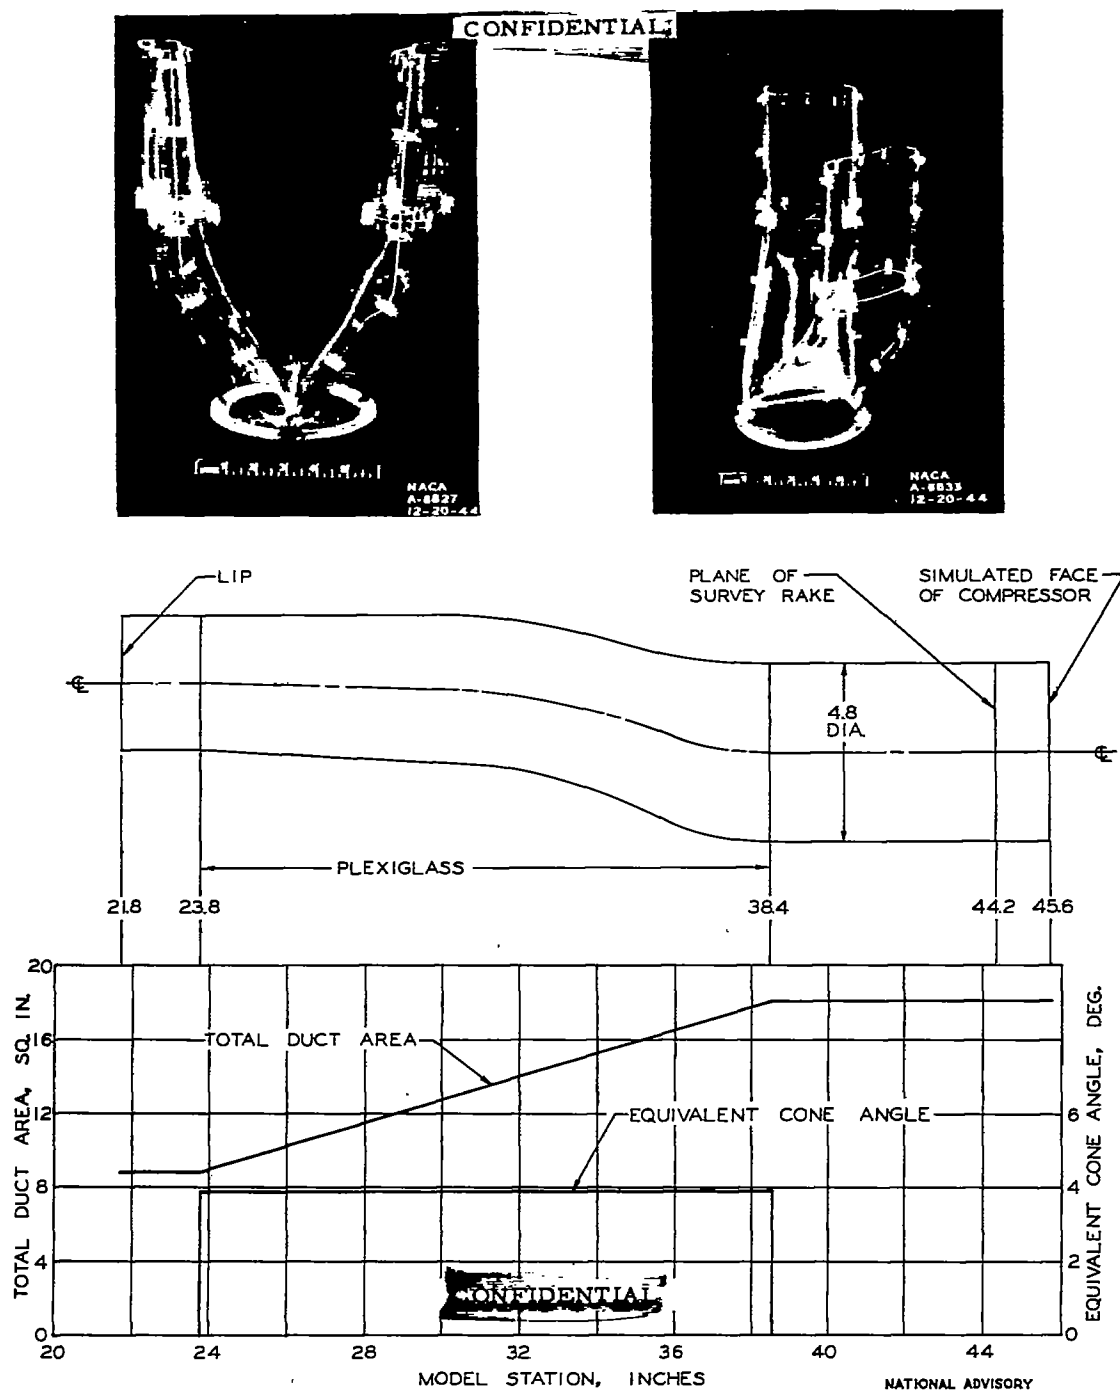 CONFIDENTIAL
NACA
A-8827
12-20-44
NACA
A-8833
12-20-44
LIP
PLANE OF
SURVEY RAKE
SIMULATED FACE
OF COMPRESSOR
℄
4.8
DIA.
℄
PLEXIGLASS
21.8 23.8 38.4 44.2 45.6
20
16
12
8
4
0
TOTAL DUCT AREA, SQ. IN.
TOTAL DUCT AREA
EQUIVALENT CONE ANGLE
6
4
2
0
EQUIVALENT CONE ANGLE, DEG.
CONFIDENTIAL
20 24 28 32 36 40 44
MODEL STATION, INCHES
NATIONAL ADVISORY